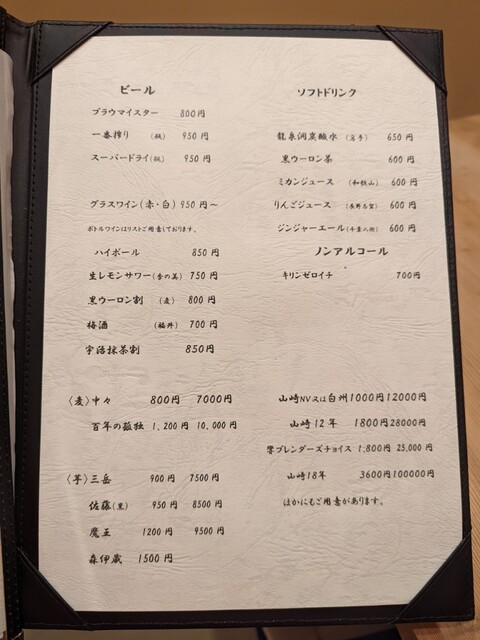 ビール
ブラウマイスター 800円
一番搾り (瓶) 950円
スーパードライ(瓶) 950円
グラスワイン(赤・白) 950円〜
ボトルワインはリストご用意しております。
ハイボール 850円
生レモンサワー(季の美) 750円
黒ウーロン割 (麦) 800円
梅酒 (福井) 700円
宇治抹茶割 850円
〈麦〉中々 800円 7000円
百年の孤独 1,200円 10,000円
〈芋〉三岳 900円 7500円
佐藤(黒) 950円 8500円
魔王 1200円 9500円
森伊蔵 1500円
ソフトドリンク
龍泉洞炭酸水 (岩手) 650円
黒ウーロン茶 600円
ミカンジュース (和歌山) 600円
りんごジュース (長野志賀) 600円
ジンジャーエール(千葉八街) 600円
ノンアルコール
キリンゼロイチ 700円
山崎NV又は白州1000円12000円
山崎12年 1800円28000円
響ブレンダーズチョイス 1:800円 25,000円
山崎18年 3600円100000円
ほかにもご用意があります。